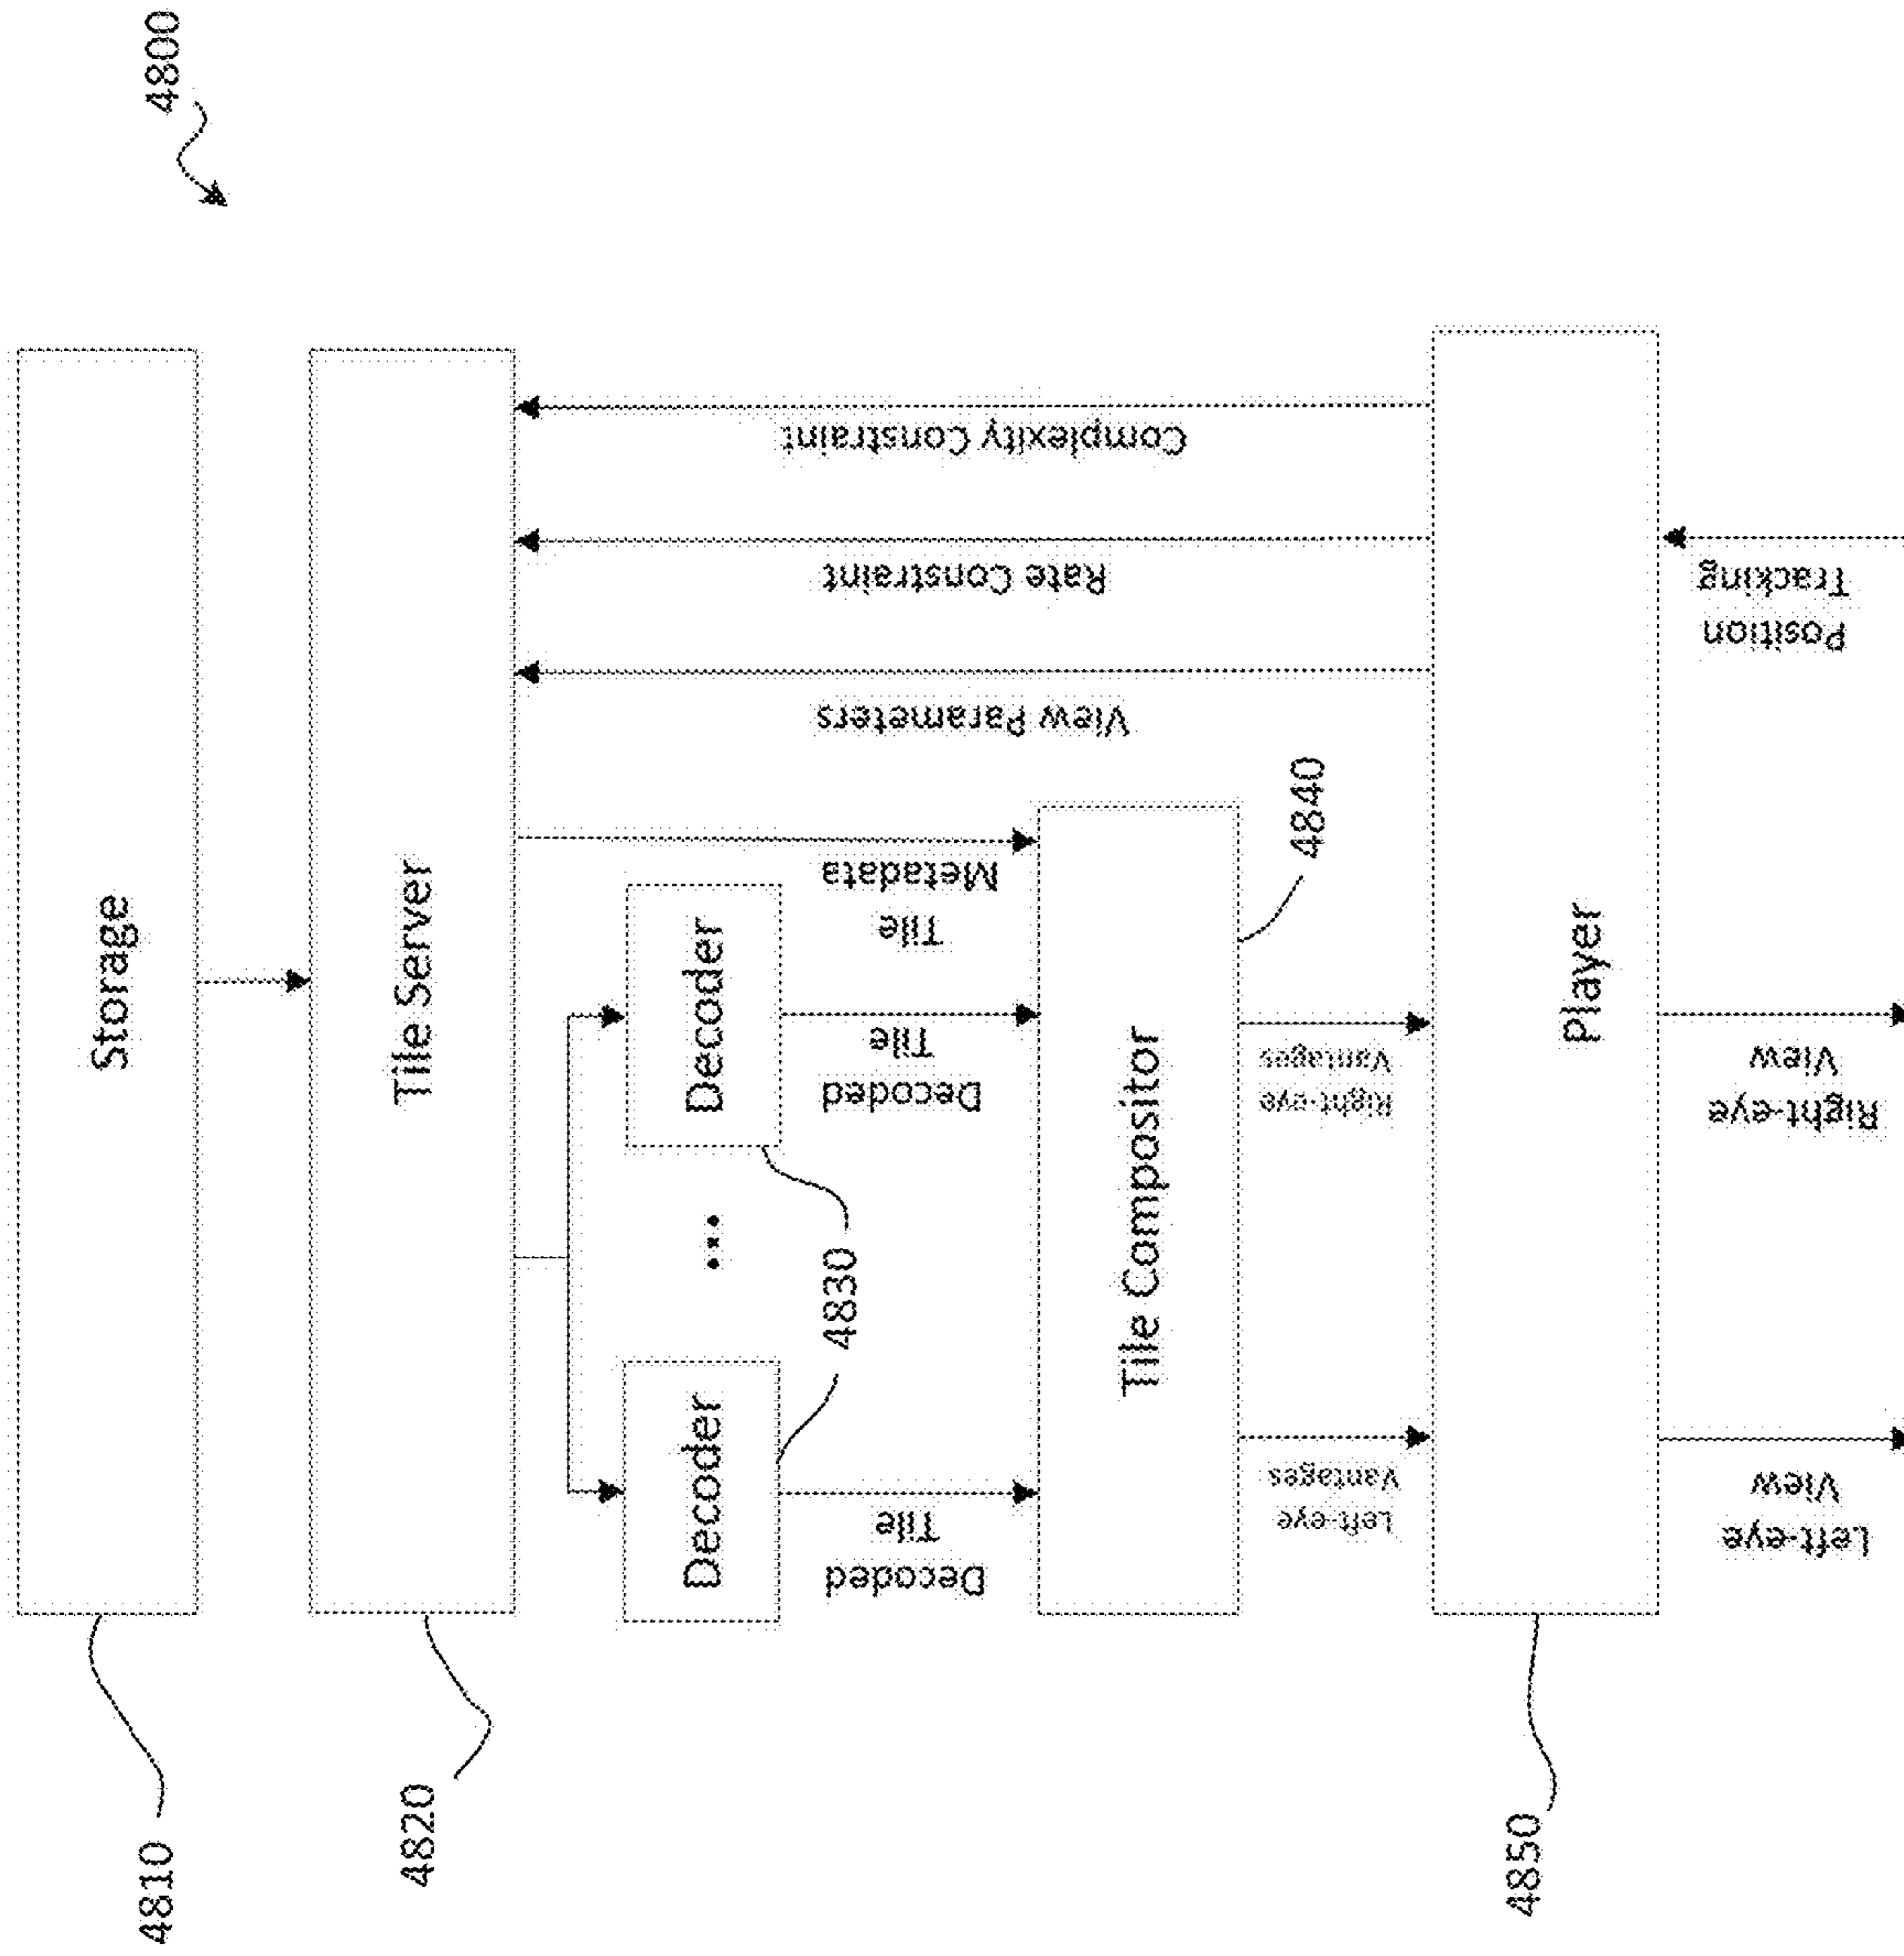 4800
Storage
4810
Tile Server
4820
Complexity Constraint
Rate Constraint
View Parameters
Tile
Metadata
Decoder
...
Decoder
4830
Decoded
Tile
Decoded
Tile
Tile Compositor
4840
Left-eye
Vantages
Right-eye
Vantages
Player
4850
Left-eye
View
Right-eye
View
Position
Tracking